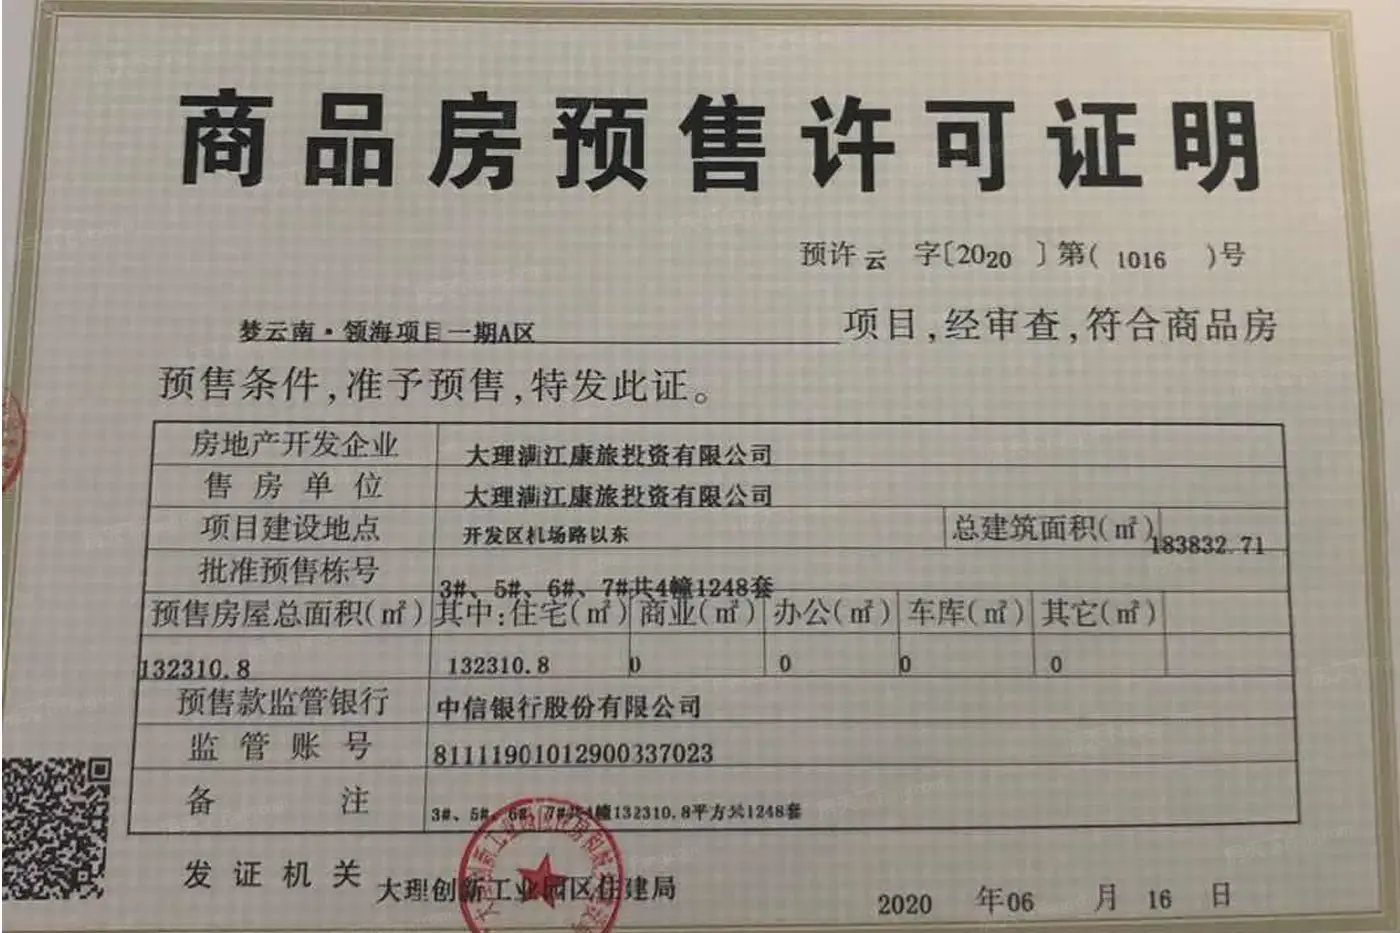 商品房预售许可证明
预许云 字〔2020 〕第( 1016 )号
梦云南·领海项目一期A区 项目,经审查,符合商品房
预售条件,准予预售,特发此证。
房地产开发企业 大理满江康旅投资有限公司
售房单位 大理满江康旅投资有限公司
项目建设地点 开发区机场路以东 总建筑面积(㎡) 183832.71
批准预售栋号 3#、5#、6#、7#共4幢1248套
预售房屋总面积(㎡) 其中:住宅(㎡) 商业(㎡) 办公(㎡) 车库(㎡) 其它(㎡)
132310.8 132310.8 0 0 0 0
预售款监管银行 中信银行股份有限公司
监管账号 8111901012900337023
备注 3#、5#、6#、7#共4幢132310.8平方米1248套
发证机关 大理创新工业园区住建局
2020 年06 月 16 日